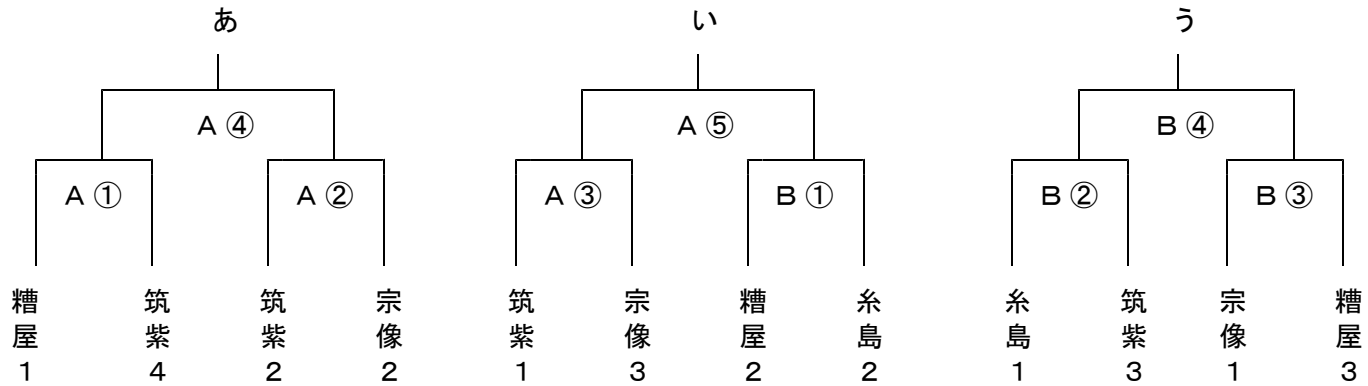 あ い う
A ④ A ⑤ B ④
A ① A ② A ③ B ① B ② B ③
糟屋1 筑紫4 筑紫2 宗像2 筑紫1 宗像3 糟屋2 糸島2 糸島1 筑紫3 宗像1 糟屋3